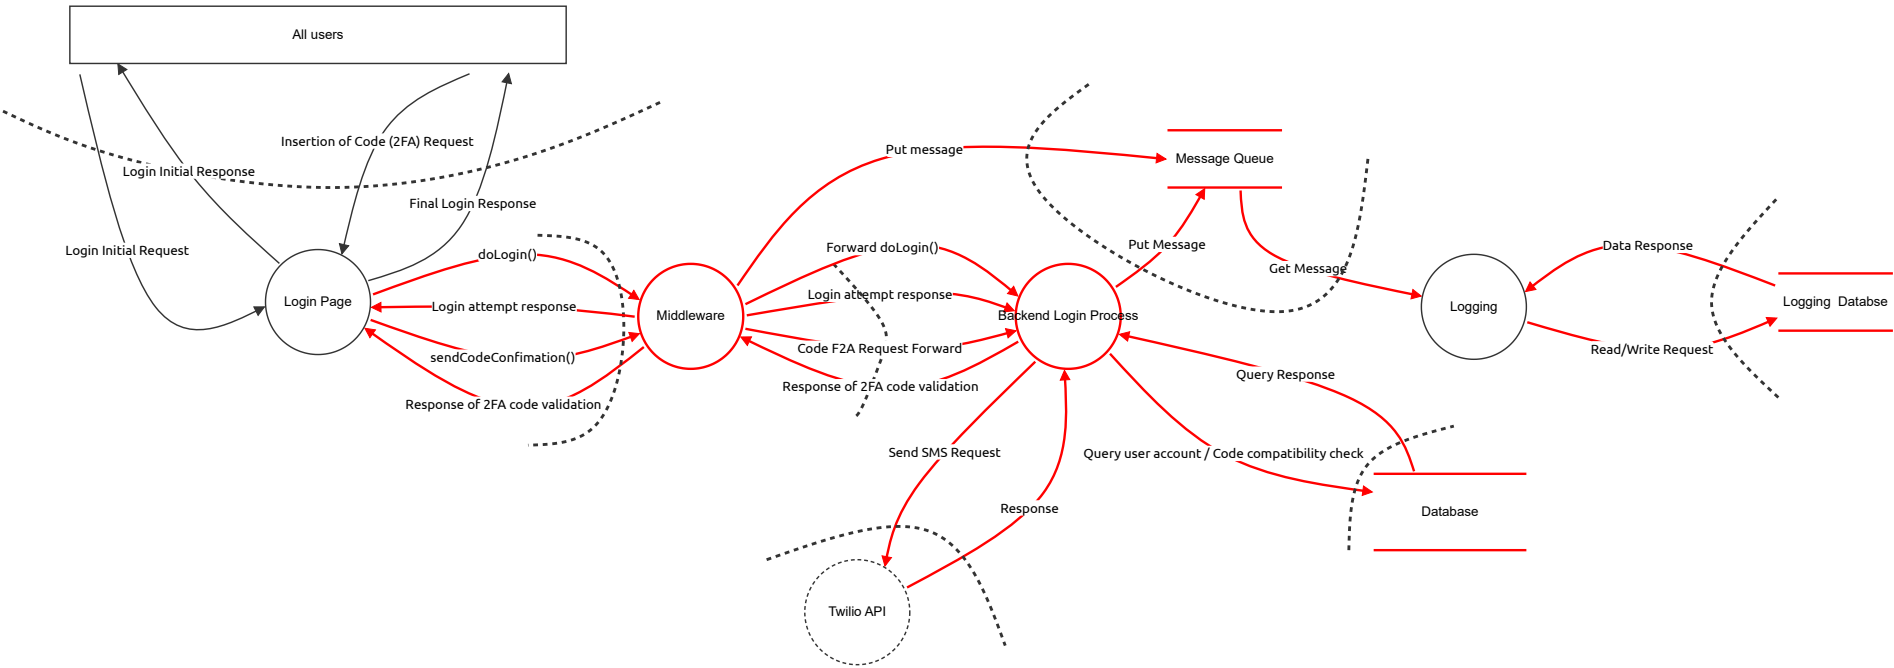 All users
Insertion of Code (2FA) Request
Login Initial Response
Final Login Response
Login Initial Request
doLogin()
Login Page
Login attempt response
sendCodeConfimation()
Response of 2FA code validation
Middleware
Put message
Forward doLogin()
Login attempt response
Code F2A Request Forward
Response of 2FA code validation
Backend Login Process
Message Queue
Put Message
Get Message
Logging
Data Response
Read/Write Request
Logging Databse
Query Response
Query user account / Code compatibility check
Database
Send SMS Request
Response
Twilio API